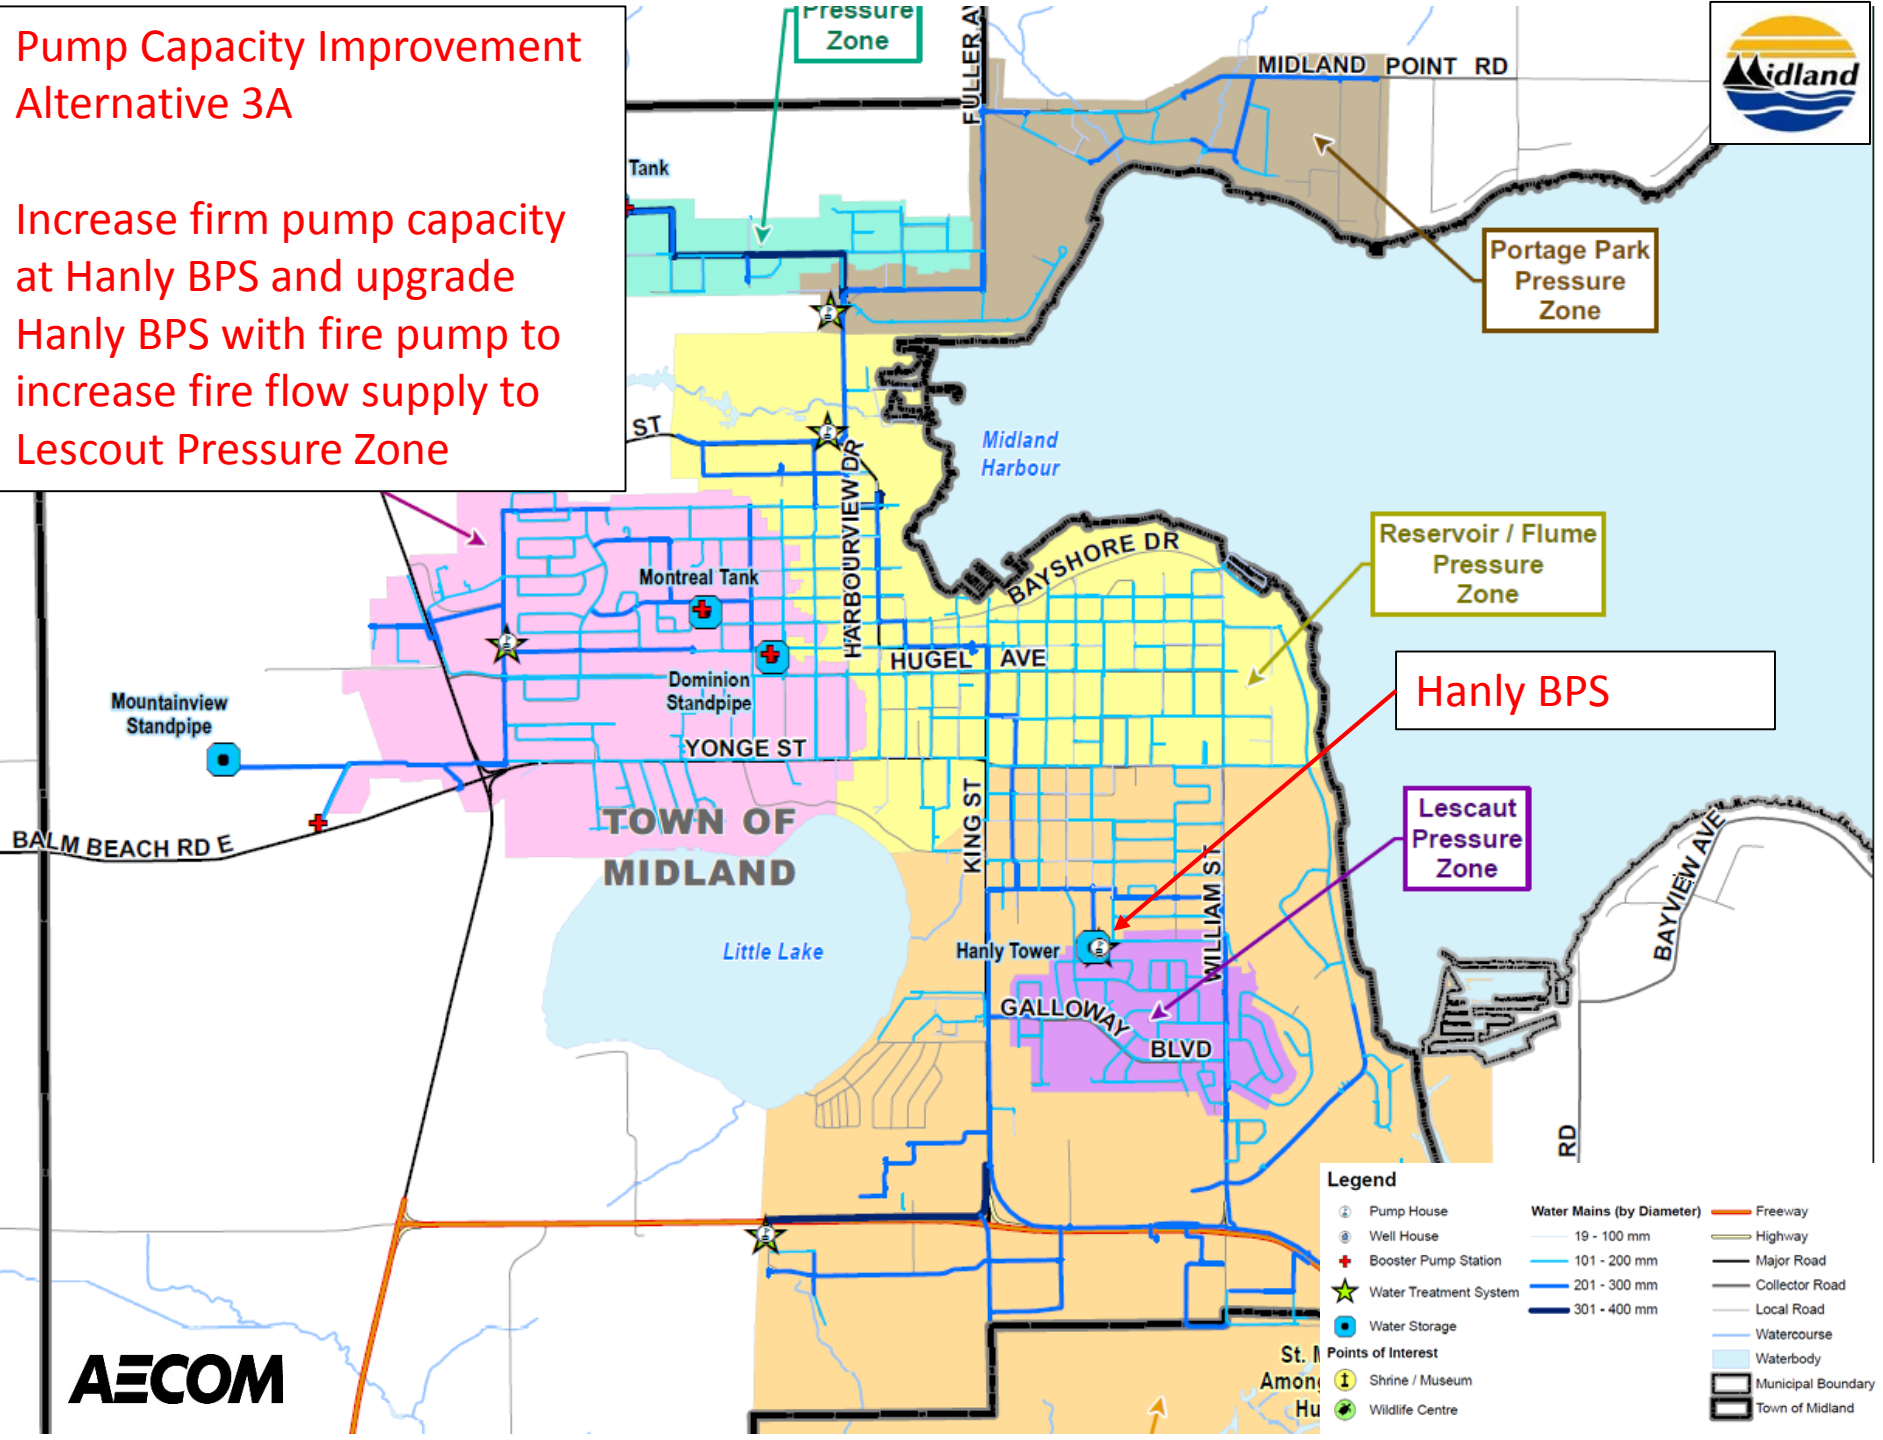 Pump Capacity Improvement
Alternative 3A
Increase firm pump capacity
at Hanly BPS and upgrade
Hanly BPS with fire pump to
increase fire flow supply to
Lescout Pressure Zone
Pressure
Zone
FULLER A
MIDLAND POINT RD
Midland
Tank
Portage Park
Pressure
Zone
ST
Midland
Harbour
HARBOURVIEW DR
BAYSHORE DR
Reservoir / Flume
Pressure
Zone
Montreal Tank
HUGEL AVE
Dominion
Standpipe
Hanly BPS
Mountainview
Standpipe
YONGE ST
KING ST
TOWN OF
MIDLAND
BALM BEACH RD E
Lescaut
Pressure
Zone
WILLIAM ST
BAYVIEW AVE
Little Lake
Hanly Tower
GALLOWAY
BLVD
RD
Legend
Pump House
Well House
Booster Pump Station
Water Treatment System
Water Storage
Points of Interest
Shrine / Museum
Wildlife Centre
Water Mains (by Diameter)
19 - 100 mm
101 - 200 mm
201 - 300 mm
301 - 400 mm
Freeway
Highway
Major Road
Collector Road
Local Road
Watercourse
Waterbody
Municipal Boundary
Town of Midland
St.
Among
Hu
AECOM